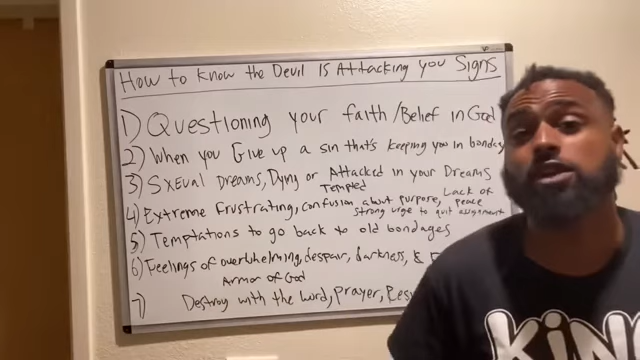 How to know the Devil IS Attacking you Signs
1) Questioning your faith/Belief in God
2) When you Give up a sin that's keeping you in bondag
3) Sxeual Dreams, Dying or Attacked in your Dreams
Tempted
4) Extreme frustrating, confusion about purpose, Lack of peace
strong urge to quit assignment
5) Temptations to go back to old bondages
6) Feelings of overwhelming, despair, darkness, &
Armor of God
7) Destroy with the Word, Prayer,
KING